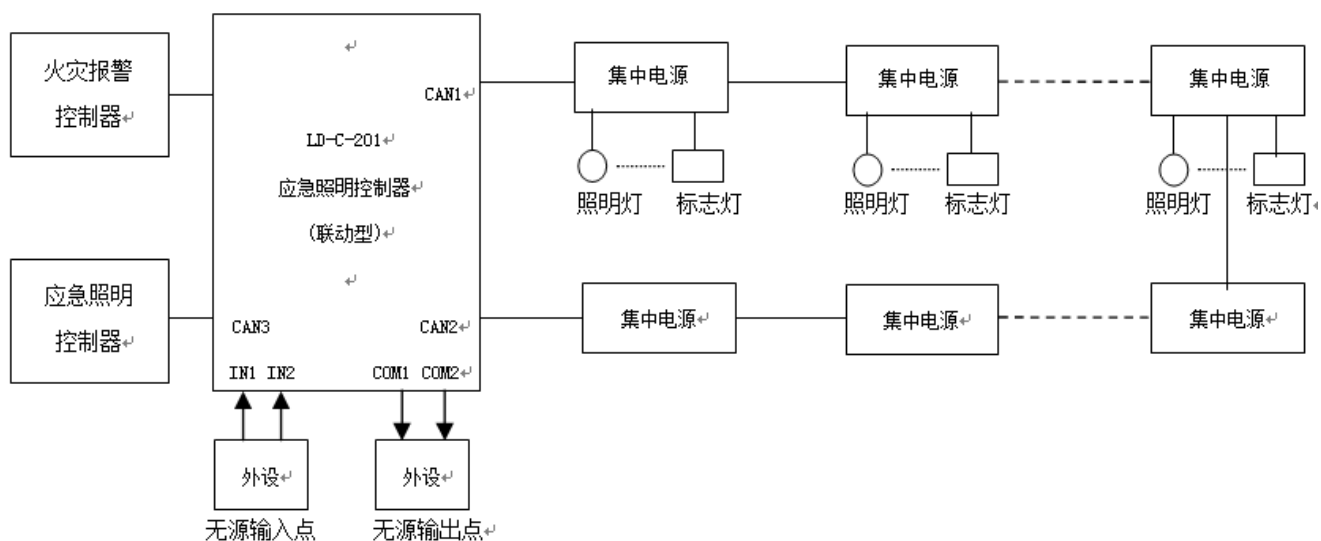 火灾报警
控制器
CAN1
LD-C-201
应急照明控制器
(联动型)
应急照明
控制器
CAN3
CAN2
IN1 IN2
COM1 COM2
外设
外设
无源输入点
无源输出点
集中电源
集中电源
集中电源
照明灯
标志灯
照明灯
标志灯
照明灯
标志灯
集中电源
集中电源
集中电源